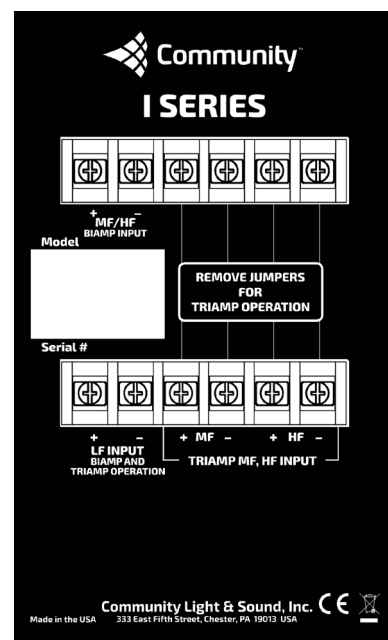 Community™
I SERIES
+ −
MF/HF
BIAMP INPUT
Model
REMOVE JUMPERS
FOR
TRIAMP OPERATION
Serial #
+ − + MF − + HF −
LF INPUT
BIAMP AND
TRIAMP OPERATION
TRIAMP MF, HF INPUT
Community Light & Sound, Inc. CE
Made in the USA 333 East Fifth Street, Chester, PA 19013 USA